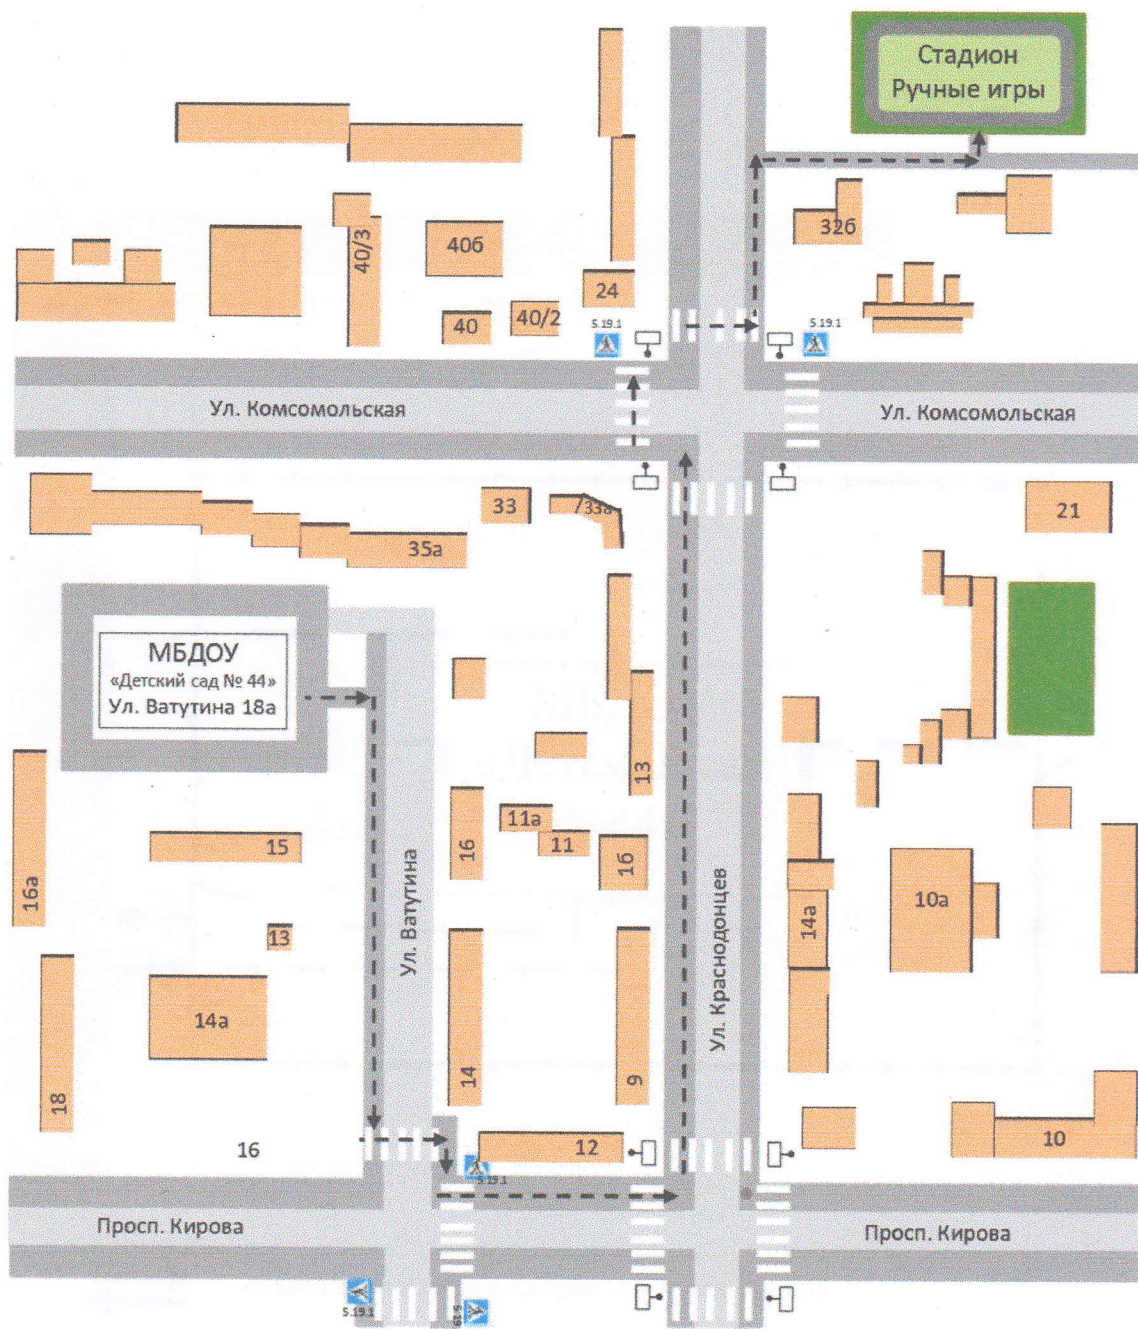 Стадион
Ручные игры
32б
40/3
40б
24
40
40/2
5.19.1
5.19.1
Ул. Комсомольская
Ул. Комсомольская
33
33а
35а
21
МБДОУ
«Детский сад № 44»
Ул. Ватутина 18а
13
11а
11
16
1б
15
16а
13
14а
18
Ул. Ватутина
14
9
Ул. Краснодонцев
14а
10а
16
12
10
5.19.1
Просп. Кирова
Просп. Кирова
5.19.1
5.19